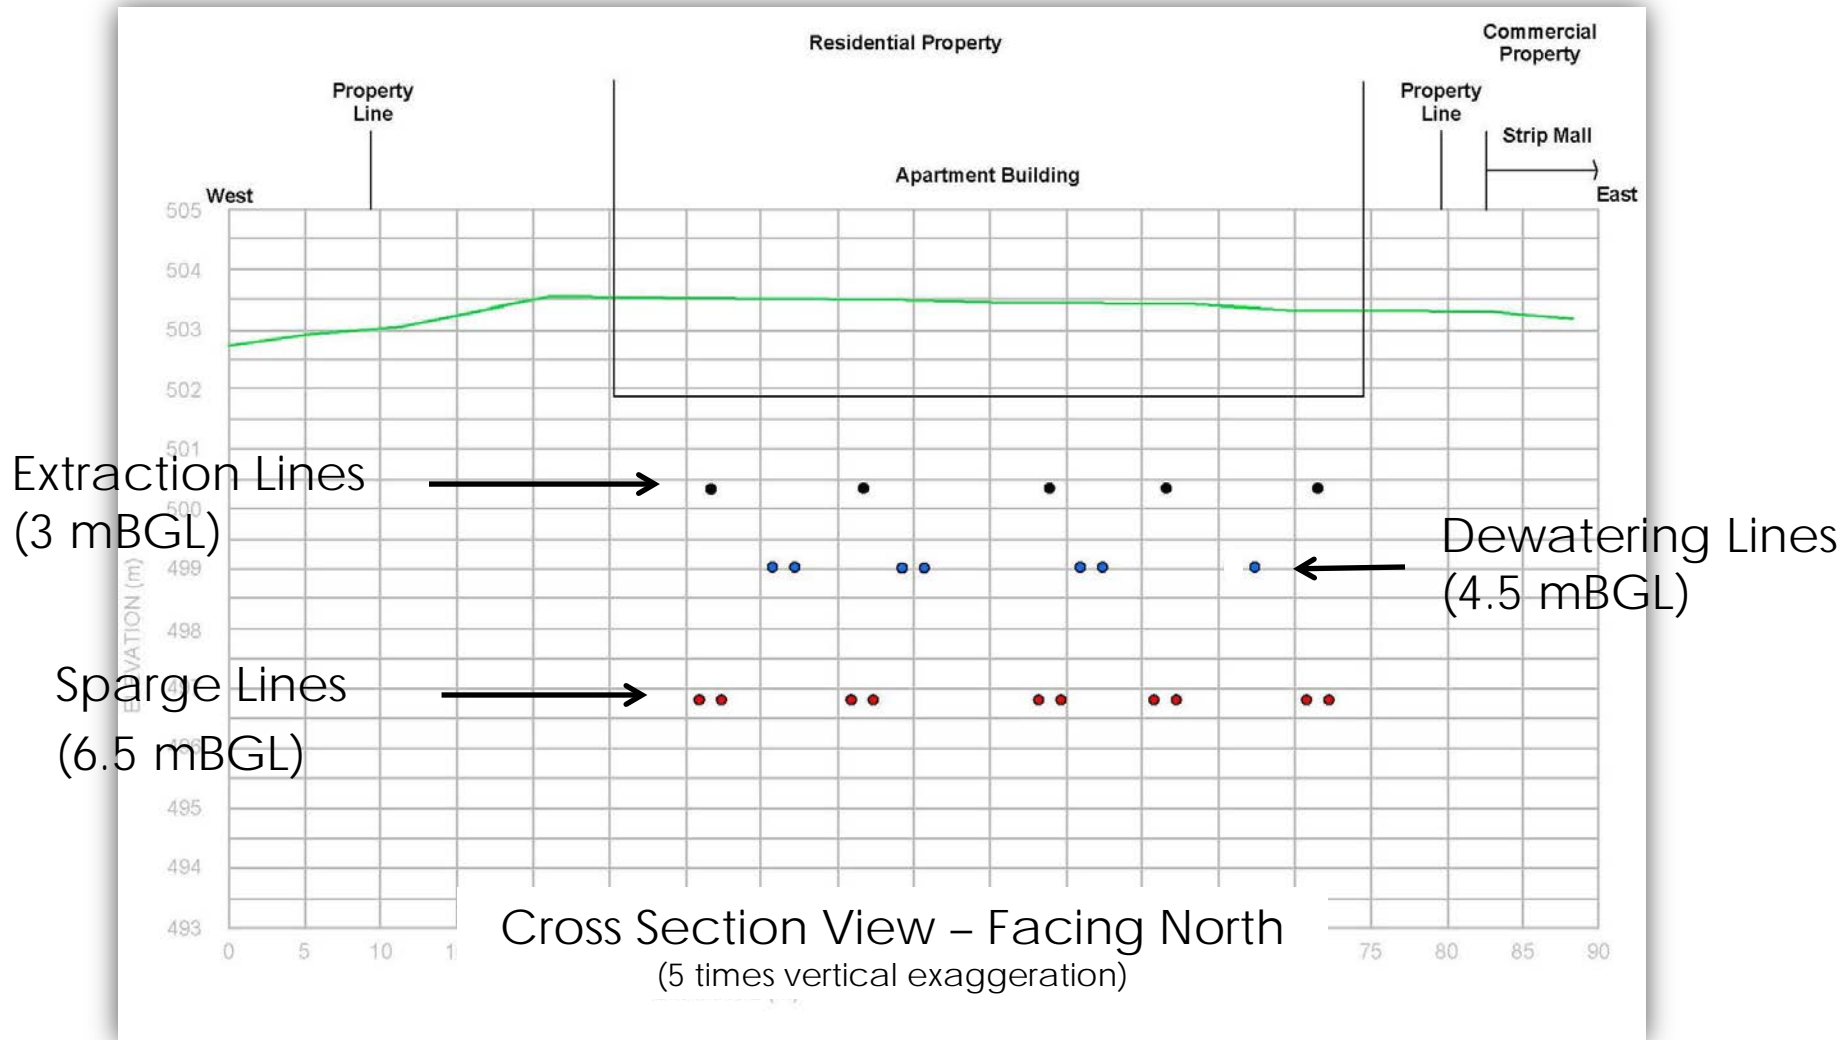 Residential Property
Commercial
Property
Property
Line
Property
Line
Strip Mall
Apartment Building
West
East
505
504
503
502
501
500
499
498
495
494
493
ELEVATION (m)
Extraction Lines
(3 mBGL)
Dewatering Lines
(4.5 mBGL)
Sparge Lines
(6.5 mBGL)
0 5 10 75 80 85 90
Cross Section View – Facing North
(5 times vertical exaggeration)